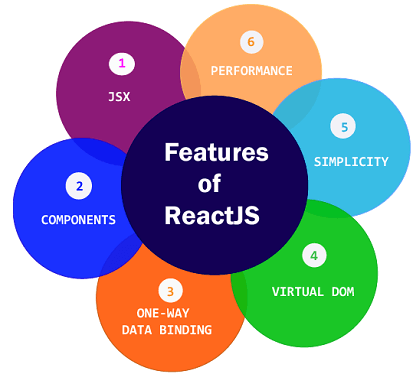 Features
of
ReactJS
1
JSX
2
COMPONENTS
3
ONE-WAY
DATA BINDING
4
VIRTUAL DOM
5
SIMPLICITY
6
PERFORMANCE